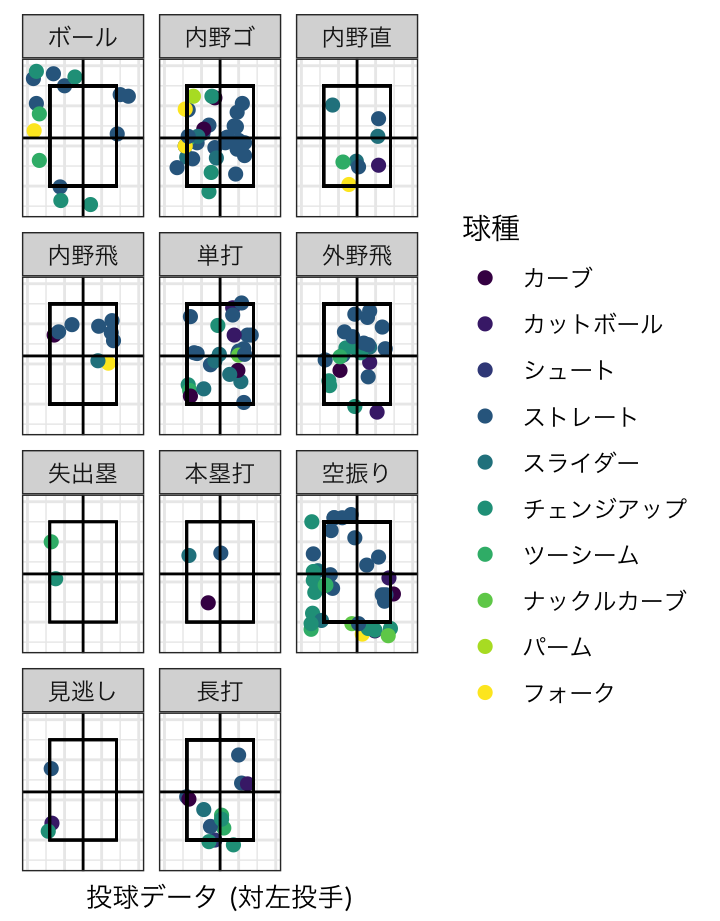 ボール 内野ゴ 内野直
内野飛 単打 外野飛
失出塁 本塁打 空振り
見逃し 長打
球種
カーブ
カットボール
シュート
ストレート
スライダー
チェンジアップ
ツーシーム
ナックルカーブ
パーム
フォーク
投球データ (対左投手)